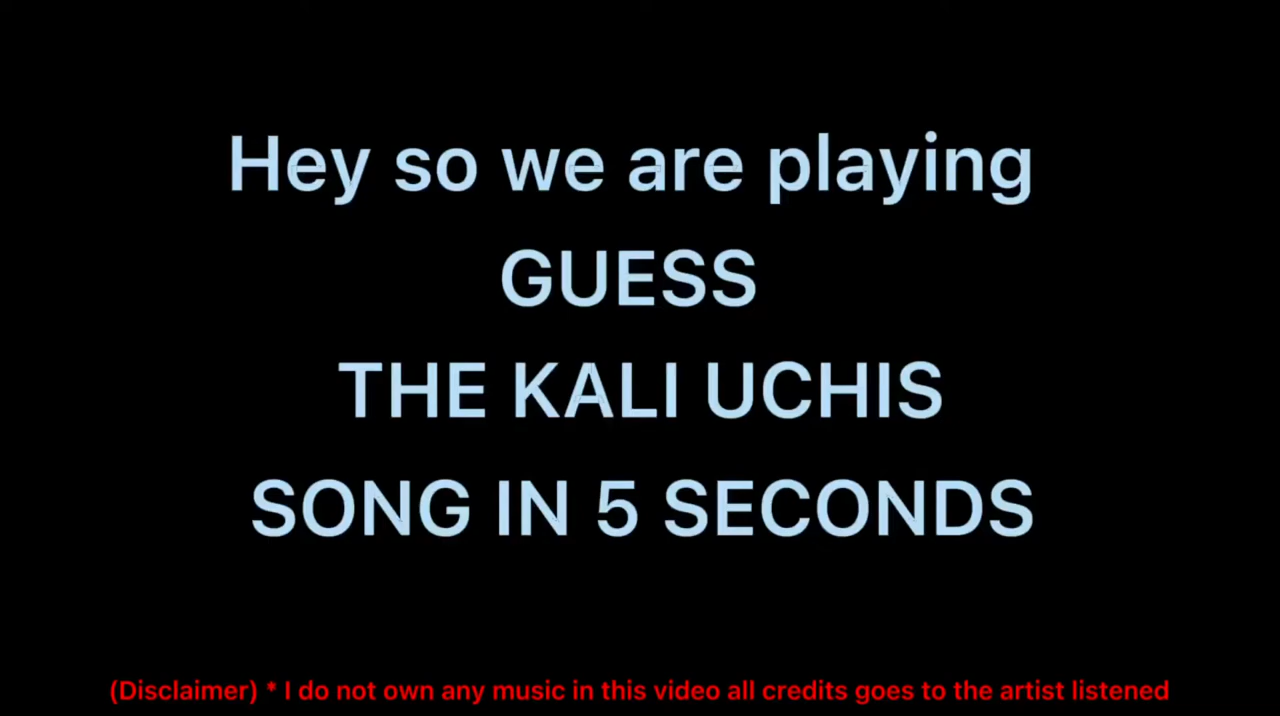 Hey so we are playing
GUESS
THE KALI UCHIS
SONG IN 5 SECONDS
(Disclaimer) * I do not own any music in this video all credits goes to the artist listened